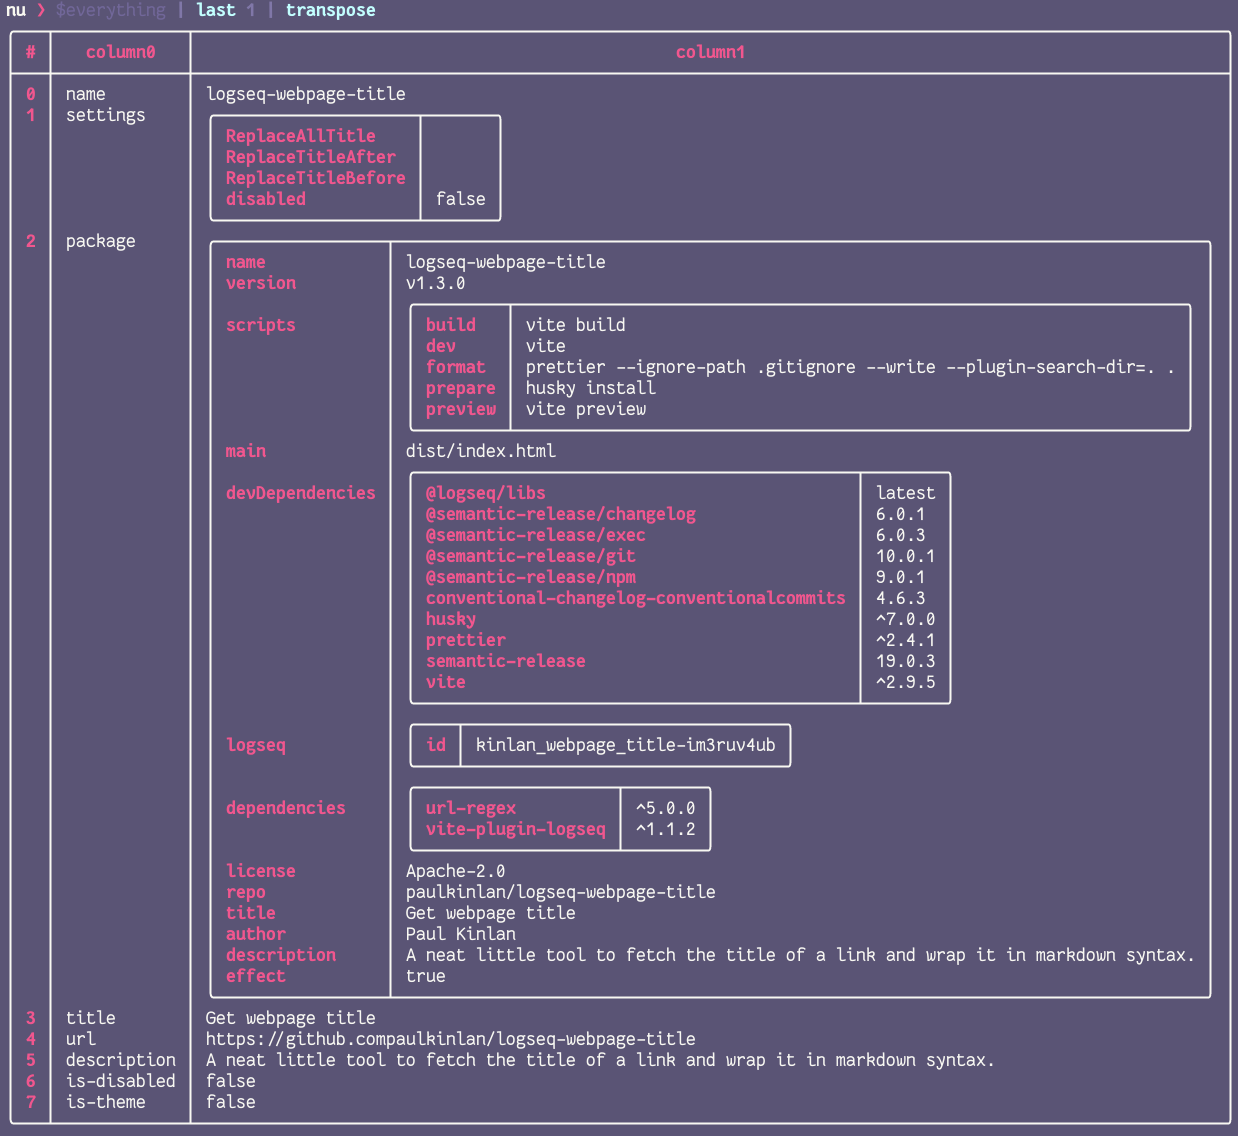 nu ❯ $everything | last 1 | transpose
# column0 column1
0 name logseq-webpage-title
1 settings
ReplaceAllTitle
ReplaceTitleAfter
ReplaceTitleBefore
disabled false
2 package
name logseq-webpage-title
version v1.3.0
scripts build vite build
dev vite
format prettier --ignore-path .gitignore --write --plugin-search-dir=. .
prepare husky install
preview vite preview
main dist/index.html
devDependencies @logseq/libs latest
@semantic-release/changelog 6.0.1
@semantic-release/exec 6.0.3
@semantic-release/git 10.0.1
@semantic-release/npm 9.0.1
conventional-changelog-conventionalcommits 4.6.3
husky ^7.0.0
prettier ^2.4.1
semantic-release 19.0.3
vite ^2.9.5
logseq id kinlan_webpage_title-im3ruv4ub
dependencies url-regex ^5.0.0
vite-plugin-logseq ^1.1.2
license Apache-2.0
repo paulkinlan/logseq-webpage-title
title Get webpage title
author Paul Kinlan
description A neat little tool to fetch the title of a link and wrap it in markdown syntax.
effect true
3 title Get webpage title
4 url https://github.compaulkinlan/logseq-webpage-title
5 description A neat little tool to fetch the title of a link and wrap it in markdown syntax.
6 is-disabled false
7 is-theme false